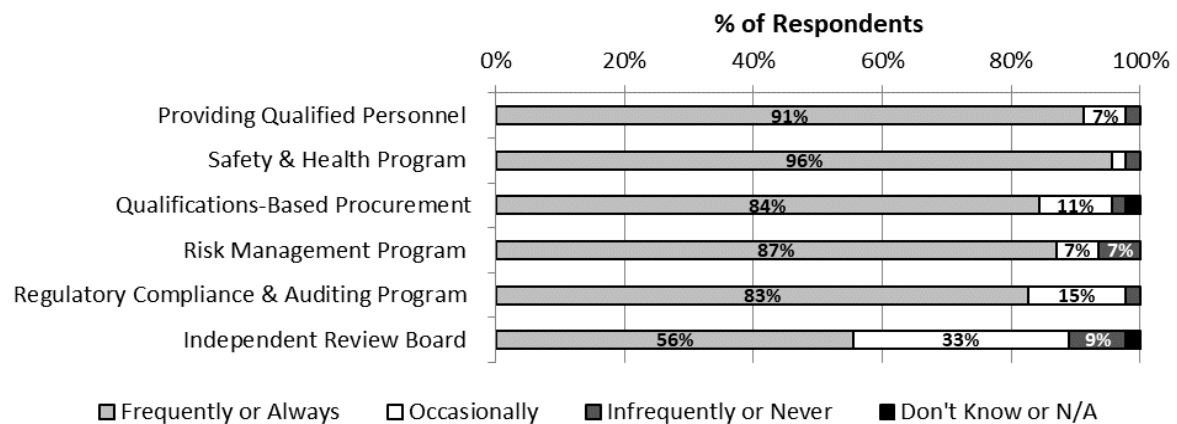 % of Respondents
0% 20% 40% 60% 80% 100%
Providing Qualified Personnel 91% 7%
Safety & Health Program 96%
Qualifications-Based Procurement 84% 11%
Risk Management Program 87% 7% 7%
Regulatory Compliance & Auditing Program 83% 15%
Independent Review Board 56% 33% 9%
Frequently or Always Occasionally Infrequently or Never Don't Know or N/A